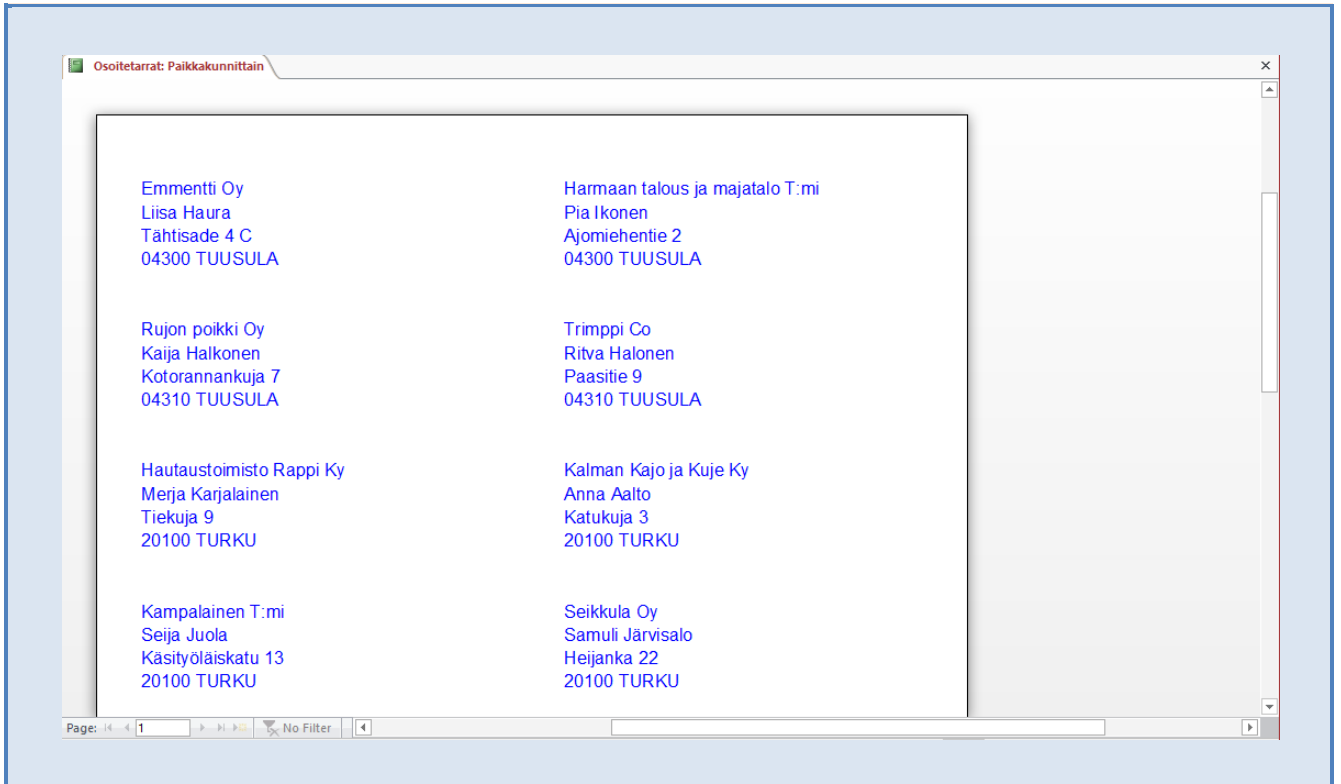 Osoitetarrat: Paikkakunnittain
Emmentti Oy
Liisa Haura
Tähtisade 4 C
04300 TUUSULA
Harmaan talous ja majatalo T:mi
Pia Ikonen
Ajomiehentie 2
04300 TUUSULA
Rujon poikki Oy
Kaija Halkonen
Kotorannankuja 7
04310 TUUSULA
Trimppi Co
Ritva Halonen
Paasitie 9
04310 TUUSULA
Hautaustoimisto Rappi Ky
Merja Karjalainen
Tiekuja 9
20100 TURKU
Kalman Kajo ja Kuje Ky
Anna Aalto
Katukuja 3
20100 TURKU
Kampalainen T:mi
Seija Juola
Käsityöläiskatu 13
20100 TURKU
Seikkula Oy
Samuli Järvisalo
Heijanka 22
20100 TURKU
Page: 1 No Filter